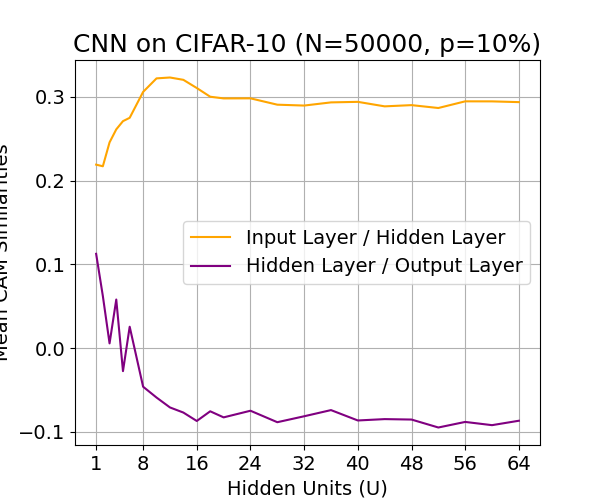 CNN on CIFAR-10 (N=50000, p=10%)
Mean CAM Similarities
0.3
0.2
0.1
0.0
−0.1
Input Layer / Hidden Layer
Hidden Layer / Output Layer
1 8 16 24 32 40 48 56 64
Hidden Units (U)